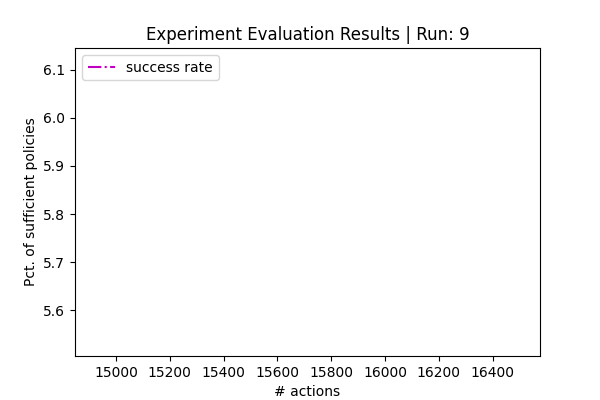 Experiment Evaluation Results | Run: 9
success rate
Pct. of sufficient policies
6.1
6.0
5.9
5.8
5.7
5.6
15000 15200 15400 15600 15800 16000 16200 16400
# actions